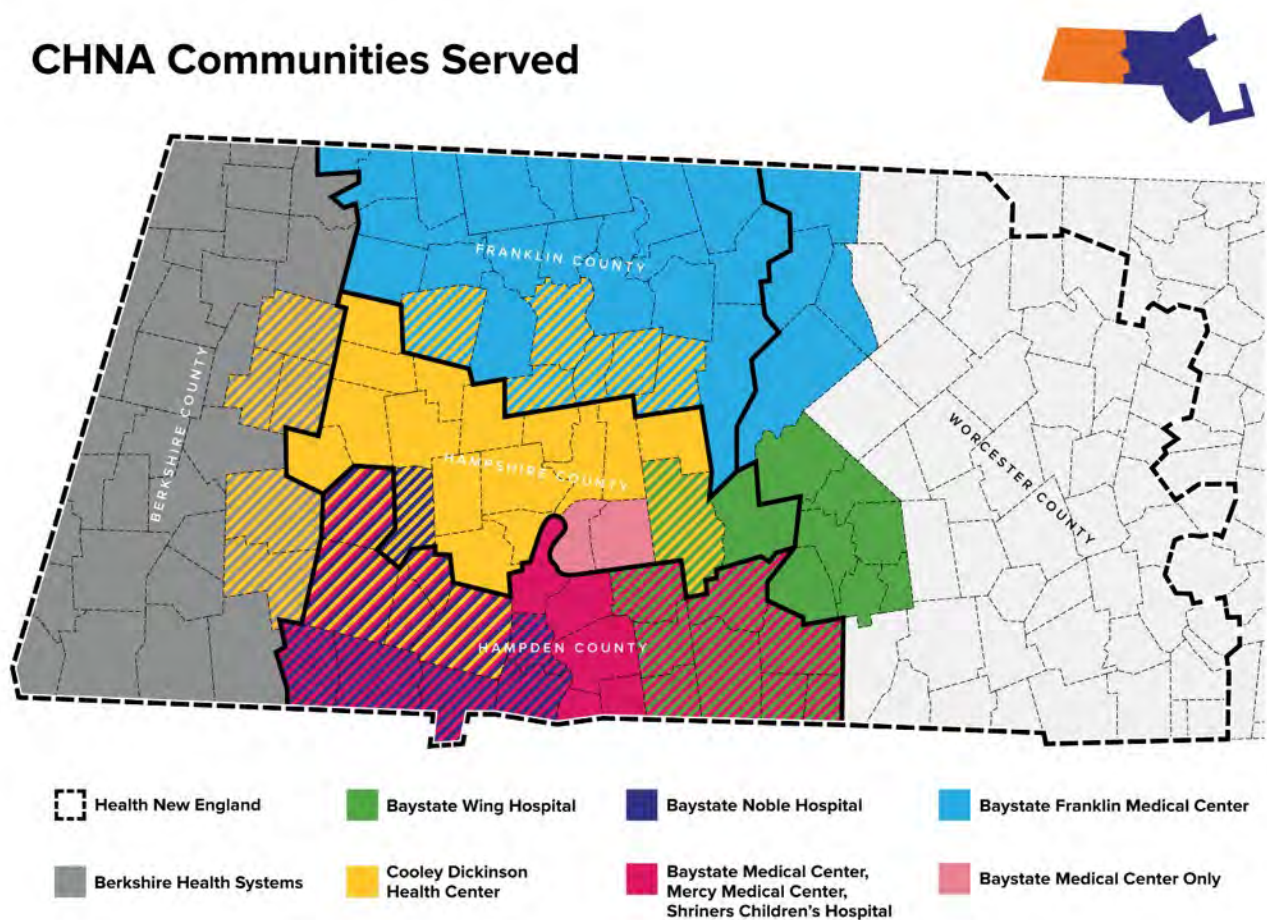 CHNA Communities Served
FRANKLIN COUNTY
BERKSHIRE COUNTY
HAMPSHIRE COUNTY
WORCESTER COUNTY
HAMPDEN COUNTY
Health New England
Baystate Wing Hospital
Baystate Noble Hospital
Baystate Franklin Medical Center
Berkshire Health Systems
Cooley Dickinson
Health Center
Baystate Medical Center,
Mercy Medical Center,
Shriners Children's Hospital
Baystate Medical Center Only